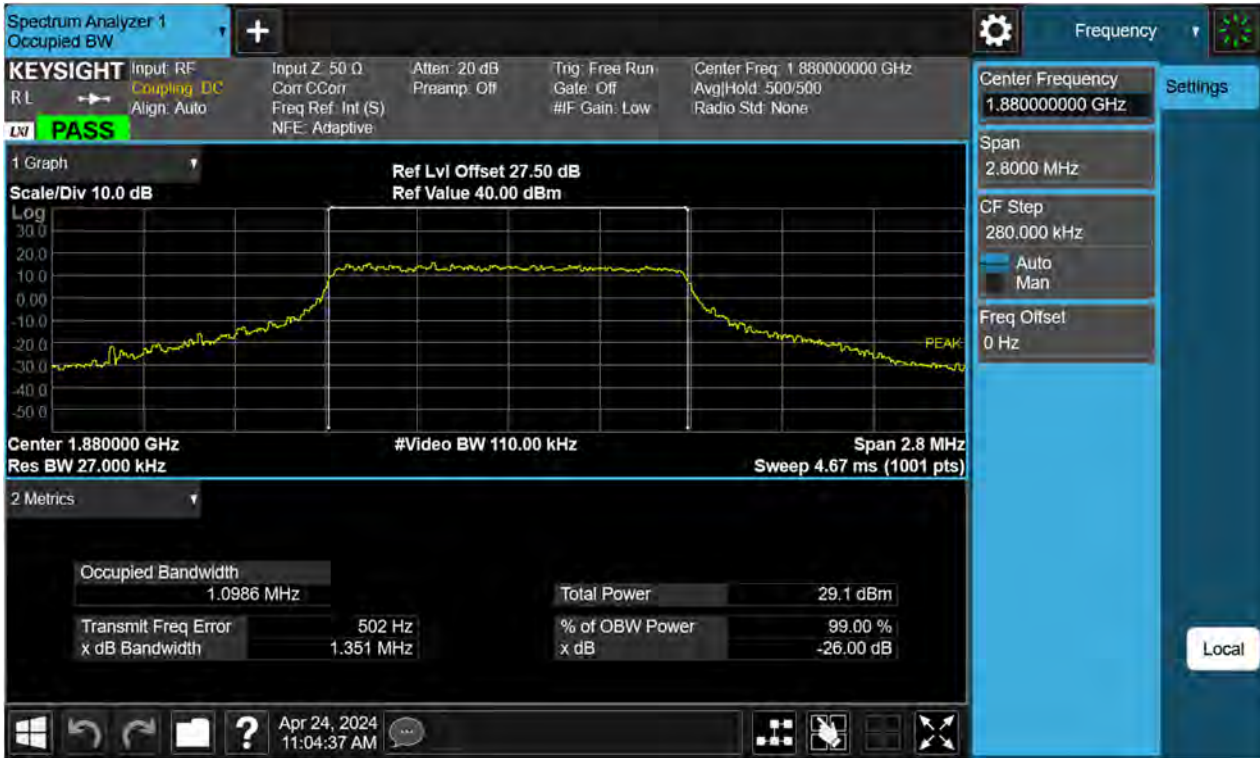 Spectrum Analyzer 1
Occupied BW
+
Frequency
KEYSIGHT
RL
LXI
PASS
Input: RF
Coupling: DC
Align: Auto
Input Z: 50 Ω
Corr CCorr
Freq Ref: Int (S)
NFE: Adaptive
Atten: 20 dB
Preamp: Off
Trig: Free Run
Gate: Off
#IF Gain: Low
Center Freq: 1.880000000 GHz
Avg|Hold: 500/500
Radio Std: None
1 Graph
Scale/Div 10.0 dB
Ref Lvl Offset 27.50 dB
Ref Value 40.00 dBm
Log
30.0
20.0
10.0
0.00
-10.0
-20.0
-30.0
-40.0
-50.0
PEAK
Center 1.880000 GHz
#Video BW 110.00 kHz
Span 2.8 MHz
Res BW 27.000 kHz
Sweep 4.67 ms (1001 pts)
2 Metrics
Occupied Bandwidth
1.0986 MHz
Total Power 29.1 dBm
Transmit Freq Error 502 Hz
% of OBW Power 99.00 %
x dB Bandwidth 1.351 MHz
x dB -26.00 dB
?
Apr 24, 2024
11:04:37 AM
Center Frequency
1.880000000 GHz
Span
2.8000 MHz
CF Step
280.000 kHz
Auto
Man
Freq Offset
0 Hz
Settings
Local